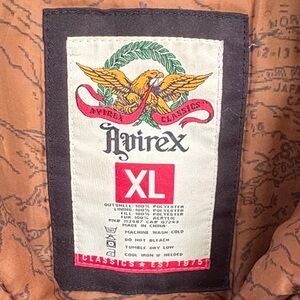 AVIREX CLASSICS
Avirex
XL
OUTSHELL: 100% POLYESTER
LINING: 100% POLYESTER
FILL: 100% POLYESTER
FUR: 100% ACRYLIC
MADE IN CHINA
MACHINE WASH COLD
DO NOT BLEACH
TUMBLE DRY LOW
COOL IRON IF NEEDED
CLASSICS ★ EST 1975